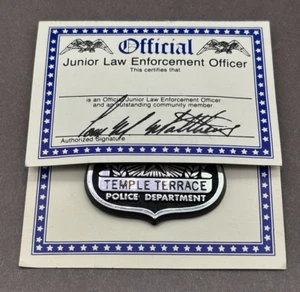 Official
Junior Law Enforcement Officer
This certifies that
is an Official Junior Law Enforcement Officer
and an outstanding community member.
Matthews
Authorized Signature
TEMPLE TERRACE
POLICE DEPARTMENT